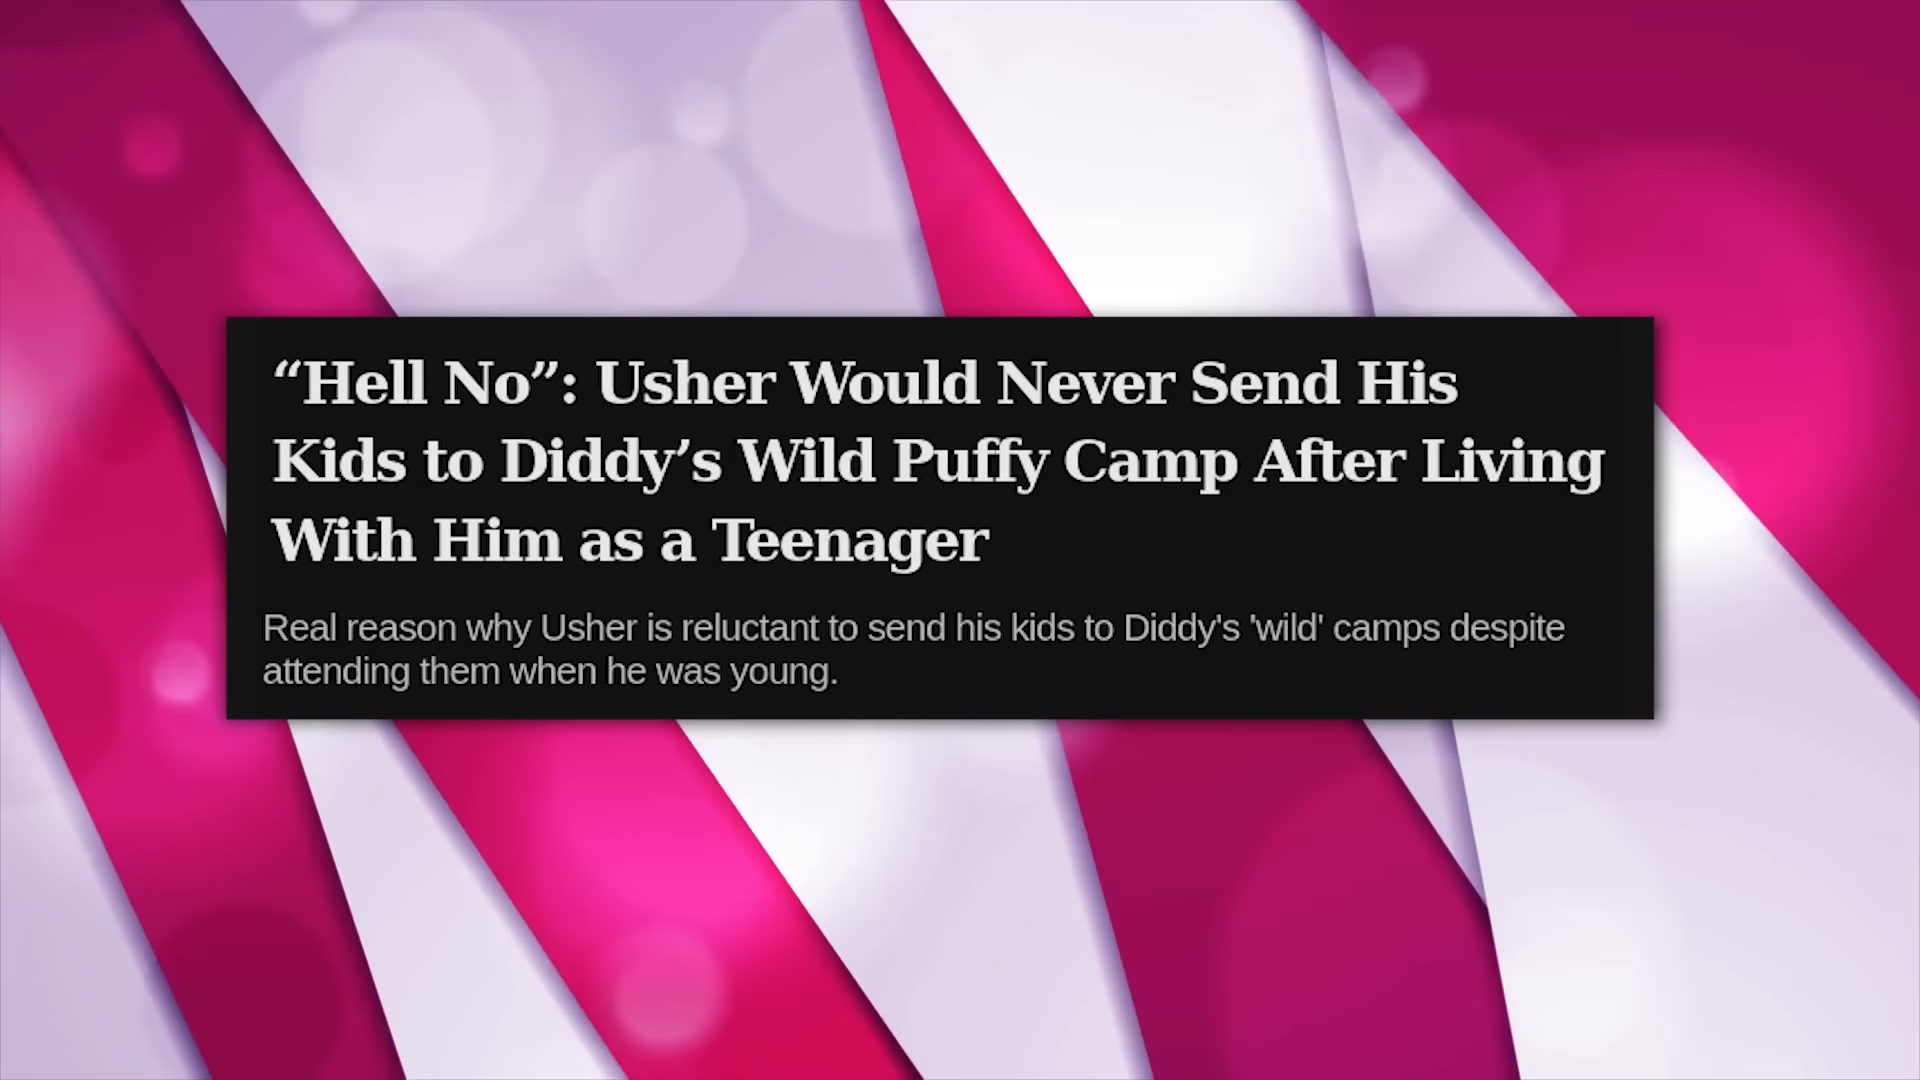 “Hell No”: Usher Would Never Send His
Kids to Diddy’s Wild Puffy Camp After Living
With Him as a Teenager
Real reason why Usher is reluctant to send his kids to Diddy's 'wild' camps despite
attending them when he was young.